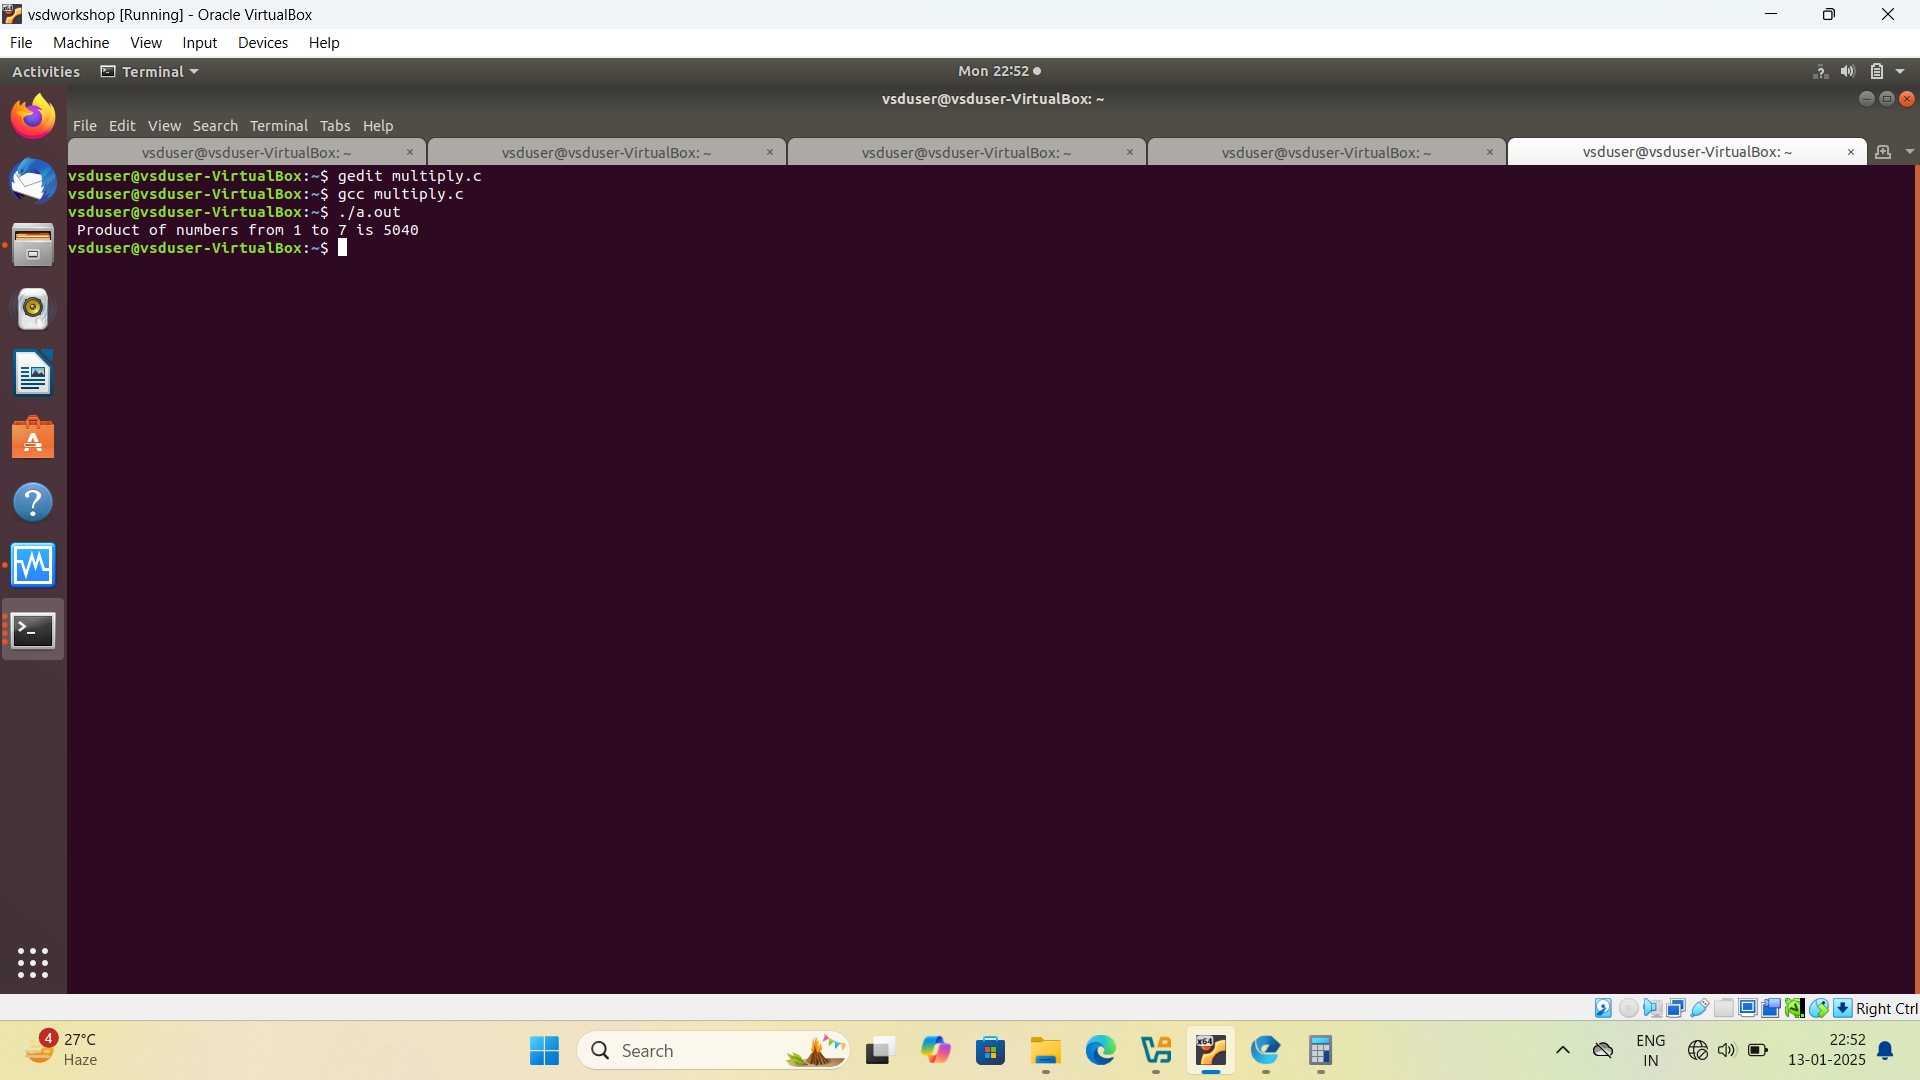 vsdworkshop [Running] - Oracle VirtualBox
File Machine View Input Devices Help
Activities Terminal Mon 22:52
vsduser@vsduser-VirtualBox: ~
File Edit View Search Terminal Tabs Help
vsduser@vsduser-VirtualBox: ~ × vsduser@vsduser-VirtualBox: ~ × vsduser@vsduser-VirtualBox: ~ × vsduser@vsduser-VirtualBox: ~ × vsduser@vsduser-VirtualBox: ~ ×
vsduser@vsduser-VirtualBox:~$ gedit multiply.c
vsduser@vsduser-VirtualBox:~$ gcc multiply.c
vsduser@vsduser-VirtualBox:~$ ./a.out
Product of numbers from 1 to 7 is 5040
vsduser@vsduser-VirtualBox:~$
Right Ctrl
4 27°C
Haze
Search
x64
ENG
IN
22:52
13-01-2025